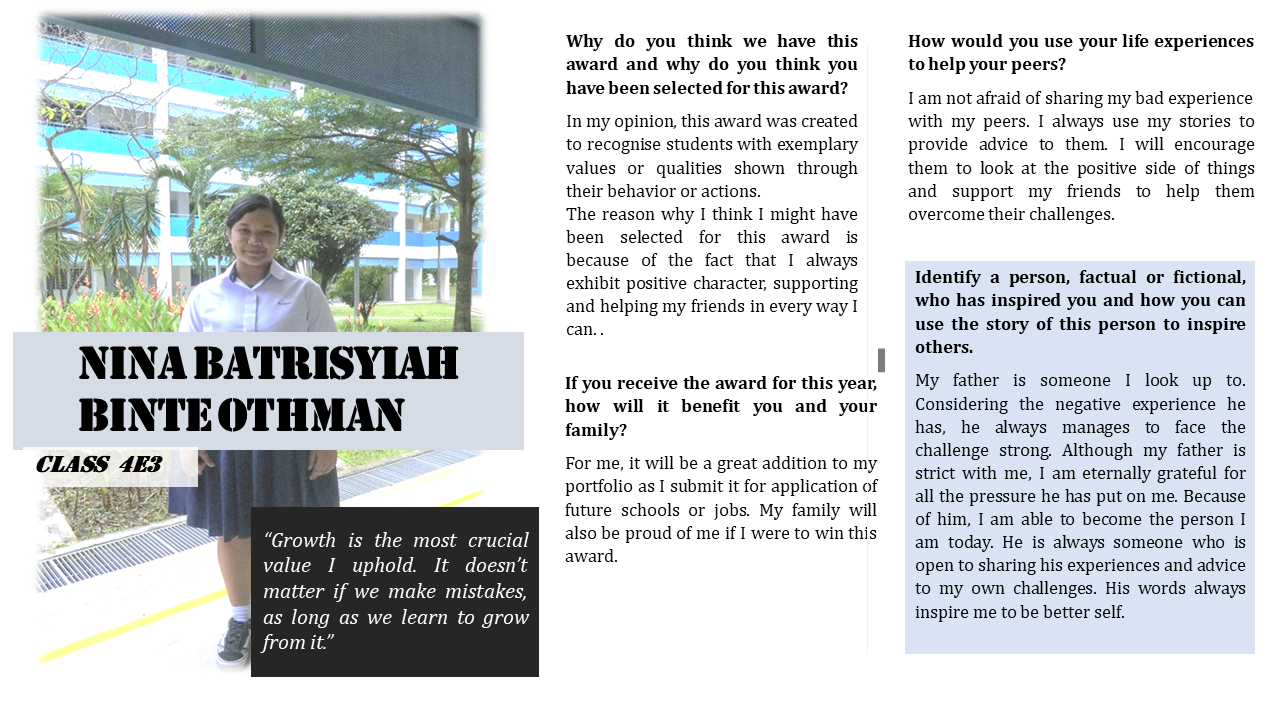 NINA BATRISYIAH
BINTE OTHMAN
CLASS 4E3
“Growth is the most crucial
value I uphold. It doesn’t
matter if we make mistakes,
as long as we learn to grow
from it.”
Why do you think we have this
award and why do you think you
have been selected for this award?
In my opinion, this award was created
to recognise students with exemplary
values or qualities shown through
their behavior or actions.
The reason why I think I might have
been selected for this award is
because of the fact that I always
exhibit positive character, supporting
and helping my friends in every way I
can. .
If you receive the award for this year,
how will it benefit you and your
family?
For me, it will be a great addition to my
portfolio as I submit it for application of
future schools or jobs. My family will
also be proud of me if I were to win this
award.
How would you use your life experiences
to help your peers?
I am not afraid of sharing my bad experience
with my peers. I always use my stories to
provide advice to them. I will encourage
them to look at the positive side of things
and support my friends to help them
overcome their challenges.
Identify a person, factual or fictional,
who has inspired you and how you can
use the story of this person to inspire
others.
My father is someone I look up to.
Considering the negative experience he
has, he always manages to face the
challenge strong. Although my father is
strict with me, I am eternally grateful for
all the pressure he has put on me. Because
of him, I am able to become the person I
am today. He is always someone who is
open to sharing his experiences and advice
to my own challenges. His words always
inspire me to be better self.